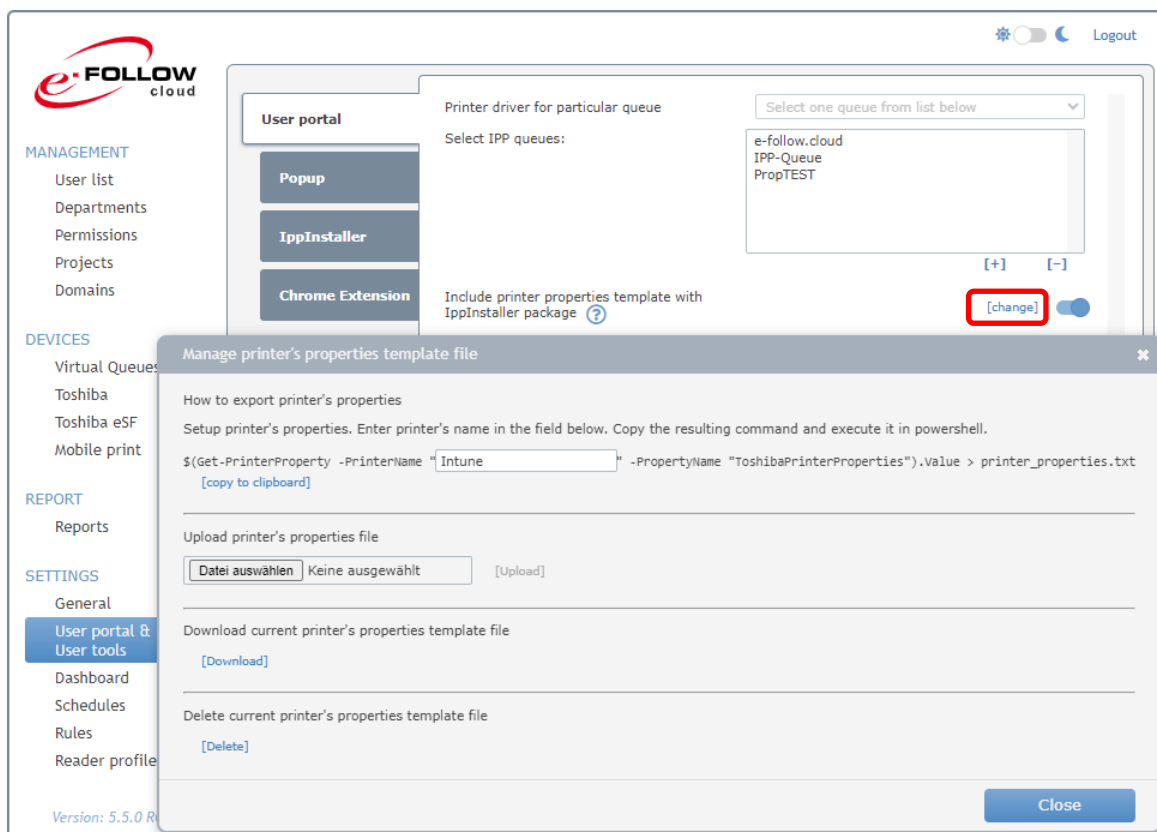 Logout
e-FOLLOW
cloud
MANAGEMENT
User list
Departments
Permissions
Projects
Domains
DEVICES
Virtual Queues
Toshiba
Toshiba eSF
Mobile print
REPORT
Reports
SETTINGS
General
User portal &
User tools
Dashboard
Schedules
Rules
Reader profile
Version: 5.5.0
User portal
Popup
IppInstaller
Chrome Extension
Printer driver for particular queue
Select one queue from list below
Select IPP queues:
e-follow.cloud
IPP-Queue
PropTEST
[+] [-]
Include printer properties template with
IppInstaller package ?
[change]
Manage printer's properties template file
How to export printer's properties
Setup printer's properties. Enter printer's name in the field below. Copy the resulting command and execute it in powershell.
$(Get-PrinterProperty -PrinterName "Intune" -PropertyName "ToshibaPrinterProperties").Value > printer_properties.txt
[copy to clipboard]
Upload printer's properties file
Datei auswählen Keine ausgewählt [Upload]
Download current printer's properties template file
[Download]
Delete current printer's properties template file
[Delete]
Close